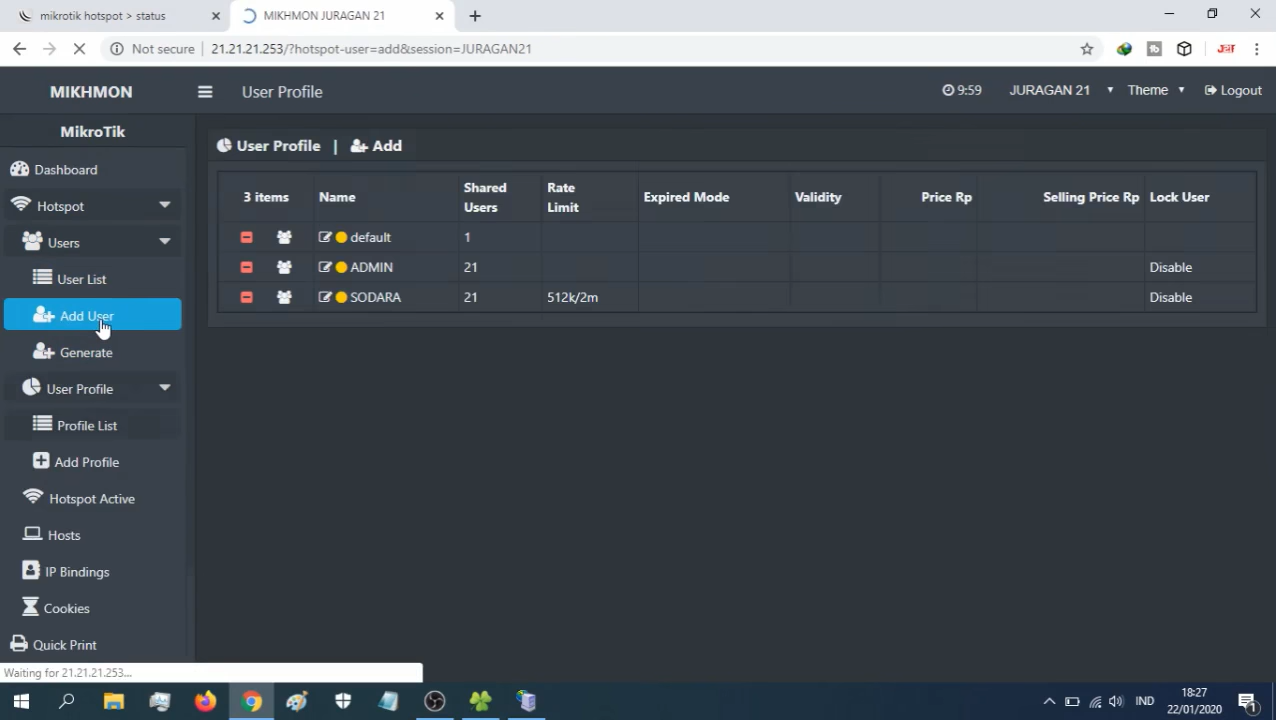 mikrotik hotspot > status
MIKHMON JURAGAN 21
Not secure
21.21.21.253/?hotspot-user=add&session=JURAGAN21
MIKHMON
User Profile
9:59
JURAGAN 21
Theme
Logout
MikroTik
Dashboard
Hotspot
Users
User List
Add User
Generate
User Profile
Profile List
Add Profile
Hotspot Active
Hosts
IP Bindings
Cookies
Quick Print
User Profile | Add
3 items Name Shared Users Rate Limit Expired Mode Validity Price Rp Selling Price Rp Lock User
default 1
ADMIN 21 Disable
SODARA 21 512k/2m Disable
Waiting for 21.21.21.253...
IND
18:27
22/01/2020
1